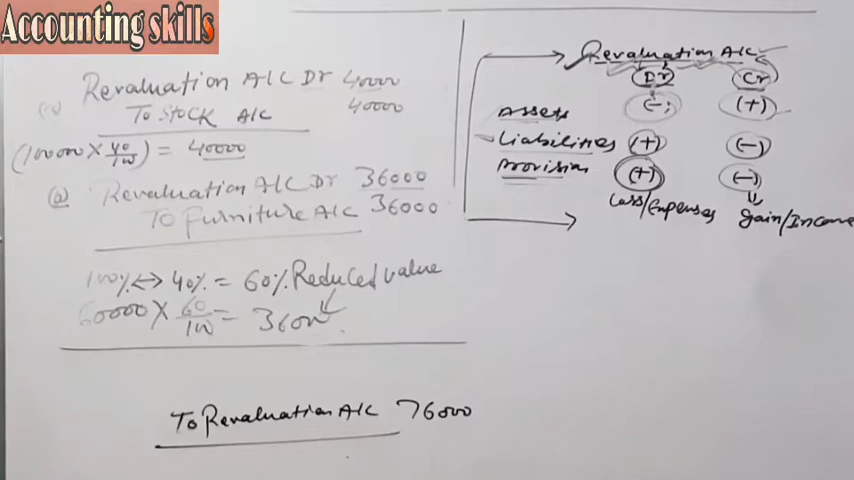 Accounting skills
Revaluation A/C Dr 40000
To Stock A/C 40000
(100000 × 40/100) = 40000
@ Revaluation A/C Dr 36000
To furniture A/C 36000
100% ↔ 40% = 60% Reduced value
60000 × 60/100 = 36000
To Revaluation A/C 76000
Revaluation A/C
Dr Cr
Assets (-) (+)
Liabilities (+) (-)
Provision (+) (-)
Loss/Expenses Gain/Income